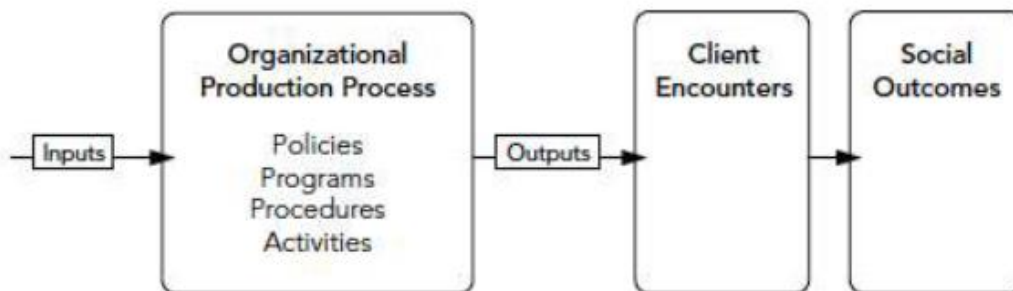 Organizational
Production Process
Policies
Programs
Procedures
Activities
Inputs
Outputs
Client
Encounters
Social
Outcomes